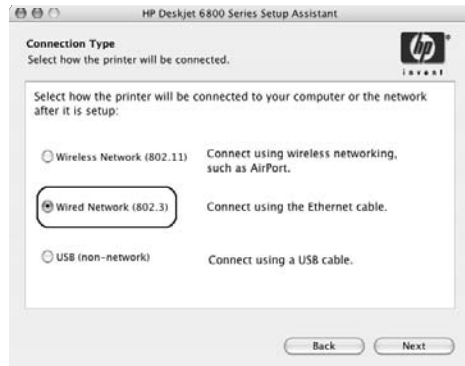 HP Deskjet 6800 Series Setup Assistant
Connection Type
Select how the printer will be connected.
hp
invent
Select how the printer will be connected to your computer or the network
after it is setup:
Wireless Network (802.11) Connect using wireless networking,
such as AirPort.
Wired Network (802.3) Connect using the Ethernet cable.
USB (non-network) Connect using a USB cable.
Back Next